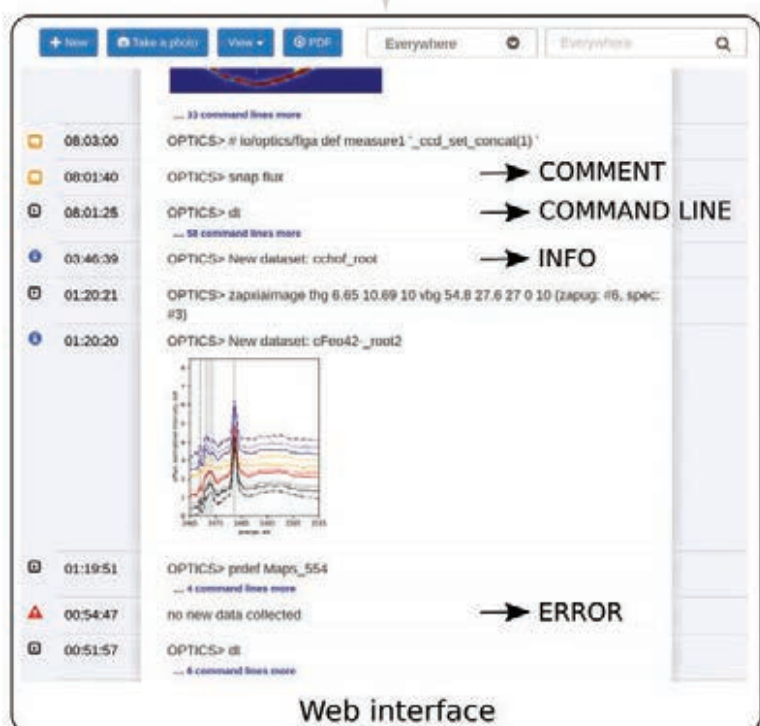 + New Take a photo View PDF Everywhere Everywhere
... 33 command lines more
08:03:00 OPTICS> # io/optics/figa def measure1 '_ccd_set_concat(1) '
08:01:40 OPTICS> snap flux → COMMENT
08:01:25 OPTICS> dt → COMMAND LINE
... 58 command lines more
03:46:39 OPTICS> New dataset: cchof_root → INFO
01:20:21 OPTICS> zapxiaimage thg 6.65 10.69 10 vbg 54.8 27.6 27 0 10 (zapug: #6, spec:
#3)
01:20:20 OPTICS> New dataset: cFeo42-_root2
01:19:51 OPTICS> prdef Maps_554
... 4 command lines more
00:54:47 no new data collected → ERROR
00:51:57 OPTICS> dt
... 6 command lines more
Web interface